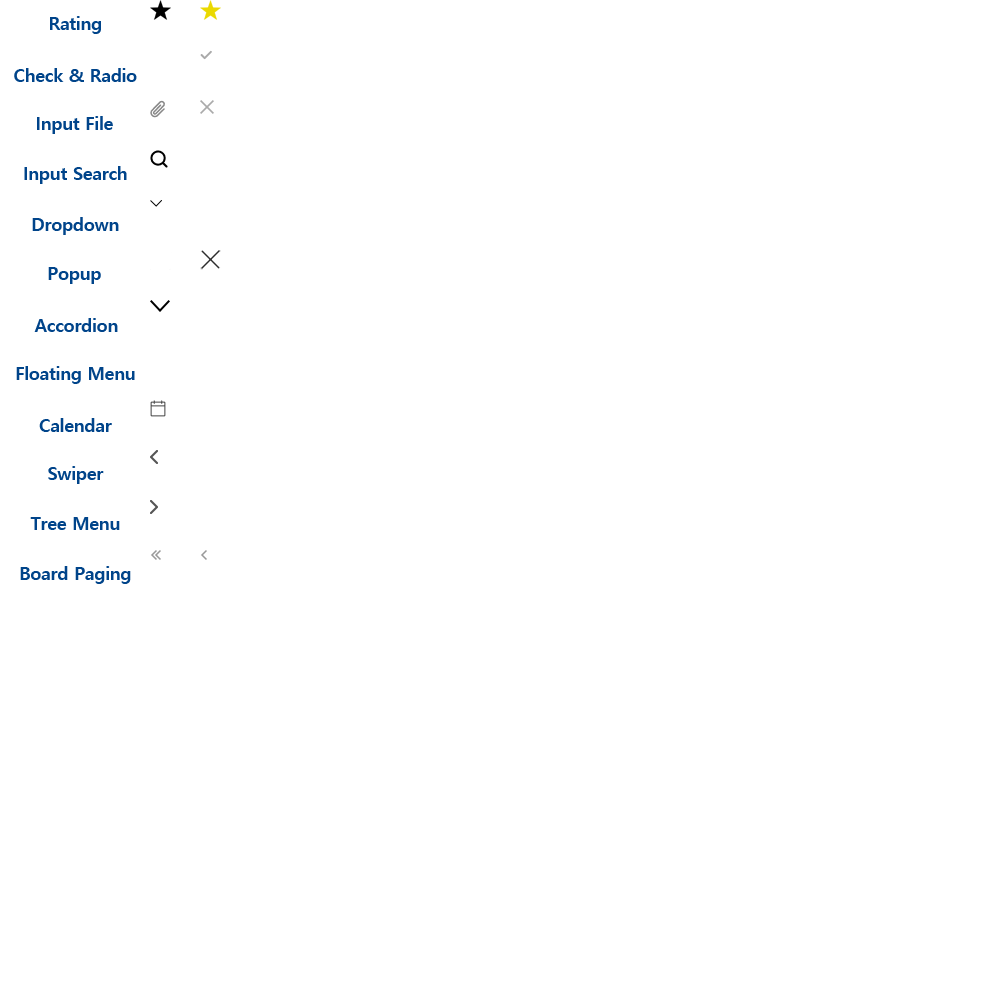 Rating
Check & Radio
Input File
Input Search
Dropdown
Popup
Accordion
Floating Menu
Calendar
Swiper
Tree Menu
Board Paging